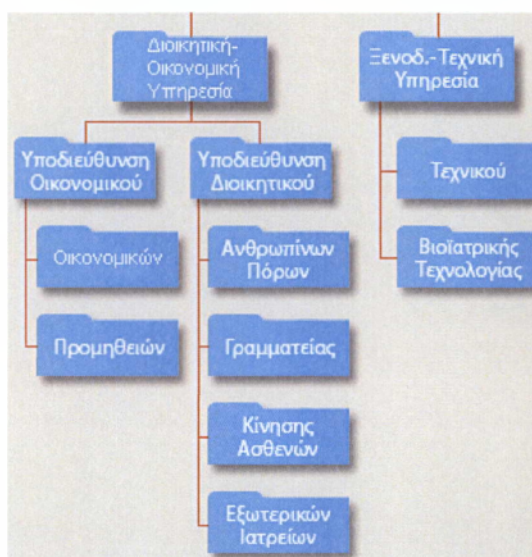 Διοικητική-
Οικονομική
Υπηρεσία
Ξενοδ.-Τεχνική
Υπηρεσία
Υποδιεύθυνση
Οικονομικού
Υποδιεύθυνση
Διοικητικού
Τεχνικού
Οικονομικών
Ανθρωπίνων
Πόρων
Βιοϊατρικής
Τεχνολογίας
Προμηθειών
Γραμματείας
Κίνησης
Ασθενών
Εξωτερικών
Ιατρείων